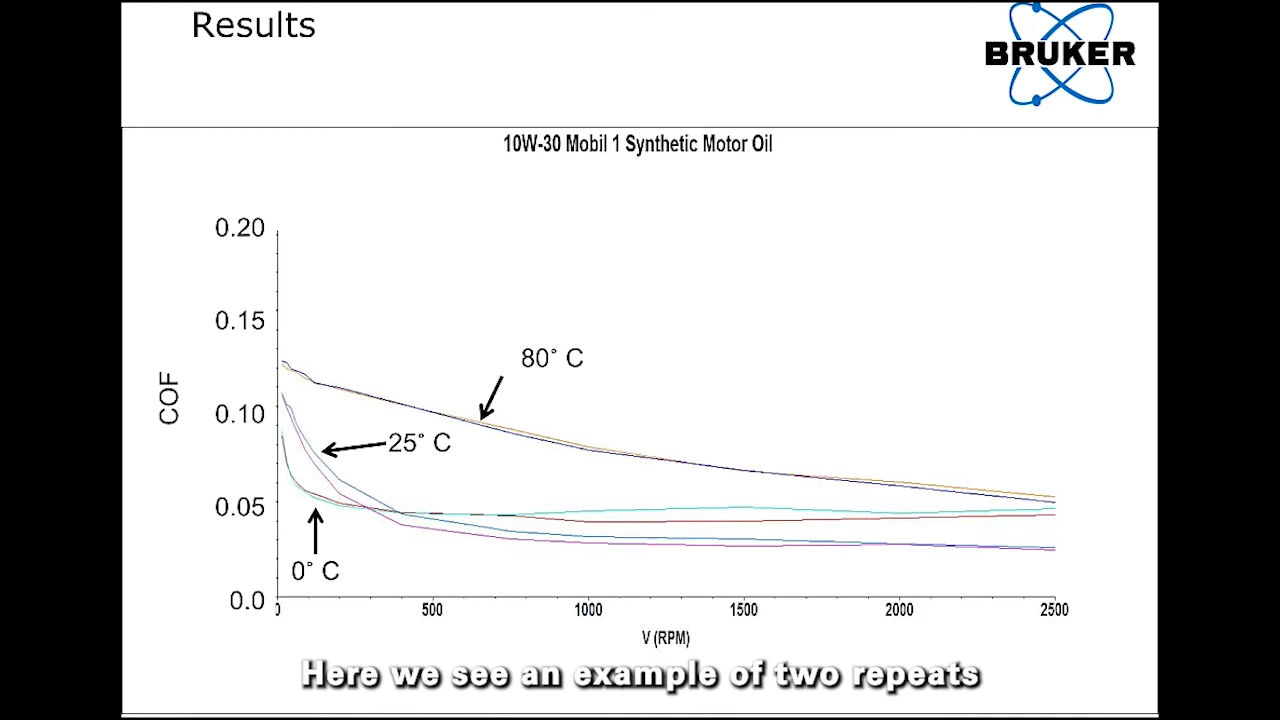 Results
BRUKER
10W-30 Mobil 1 Synthetic Motor Oil
0.20
0.15
80° C
COF
0.10
25° C
0.05
0° C
0.0
0 500 1000 1500 2000 2500
V (RPM)
Here we see an example of two repeats